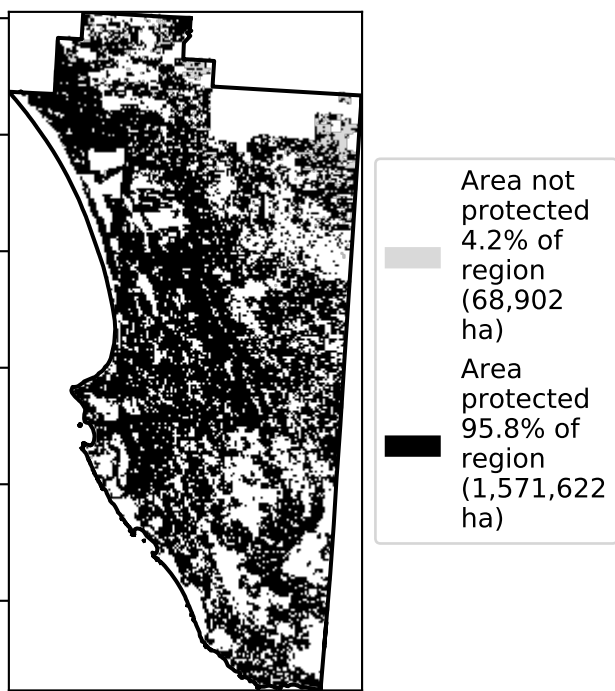 Area not
protected
4.2% of
region
(68,902
ha)
Area
protected
95.8% of
region
(1,571,622
ha)